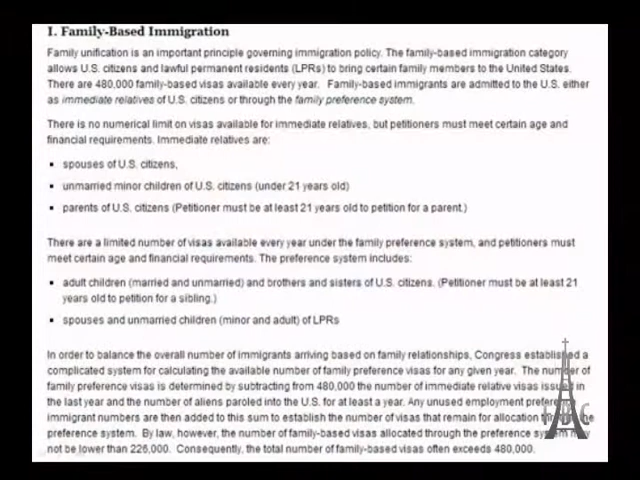 I. Family-Based Immigration
Family unification is an important principle governing immigration policy. The family-based immigration category
allows U.S. citizens and lawful permanent residents (LPRs) to bring certain family members to the United States.
There are 480,000 family-based visas available every year. Family-based immigrants are admitted to the U.S. either
as immediate relatives of U.S. citizens or through the family preference system.
There is no numerical limit on visas available for immediate relatives, but petitioners must meet certain age and
financial requirements. Immediate relatives are:
▪ spouses of U.S. citizens,
▪ unmarried minor children of U.S. citizens (under 21 years old)
▪ parents of U.S. citizens (Petitioner must be at least 21 years old to petition for a parent.)
There are a limited number of visas available every year under the family preference system, and petitioners must
meet certain age and financial requirements. The preference system includes:
▪ adult children (married and unmarried) and brothers and sisters of U.S. citizens. (Petitioner must be at least 21
years old to petition for a sibling.)
▪ spouses and unmarried children (minor and adult) of LPRs
In order to balance the overall number of immigrants arriving based on family relationships, Congress established a
complicated system for calculating the available number of family preference visas for any given year. The number of
family preference visas is determined by subtracting from 480,000 the number of immediate relative visas issued in
the last year and the number of aliens paroled into the U.S. for at least a year. Any unused employment preference
immigrant numbers are then added to this sum to establish the number of visas that remain for allocation
preference system. By law, however, the number of family-based visas allocated through the preference system may
not be lower than 226,000. Consequently, the total number of family-based visas often exceeds 480,000.